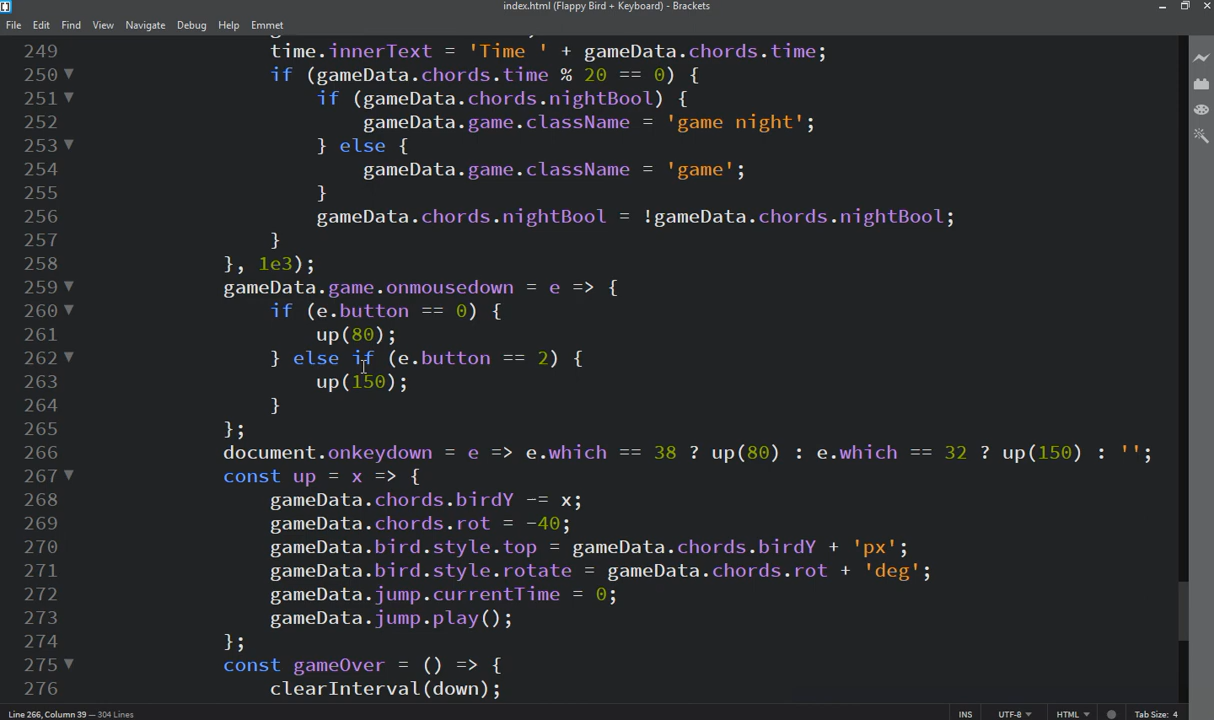 index.html (Flappy Bird + Keyboard) - Brackets
File Edit Find View Navigate Debug Help Emmet
249 time.innerText = 'Time ' + gameData.chords.time;
250 if (gameData.chords.time % 20 == 0) {
251 if (gameData.chords.nightBool) {
252 gameData.game.className = 'game night';
253 } else {
254 gameData.game.className = 'game';
255 }
256 gameData.chords.nightBool = !gameData.chords.nightBool;
257 }
258 }, 1e3);
259 gameData.game.onmousedown = e => {
260 if (e.button == 0) {
261 up(80);
262 } else if (e.button == 2) {
263 up(150);
264 }
265 };
266 document.onkeydown = e => e.which == 38 ? up(80) : e.which == 32 ? up(150) : '';
267 const up = x => {
268 gameData.chords.birdY -= x;
269 gameData.chords.rot = -40;
270 gameData.bird.style.top = gameData.chords.birdY + 'px';
271 gameData.bird.style.rotate = gameData.chords.rot + 'deg';
272 gameData.jump.currentTime = 0;
273 gameData.jump.play();
274 };
275 const gameOver = () => {
276 clearInterval(down);
Line 266, Column 39 — 304 Lines INS UTF-8 HTML Tab Size: 4